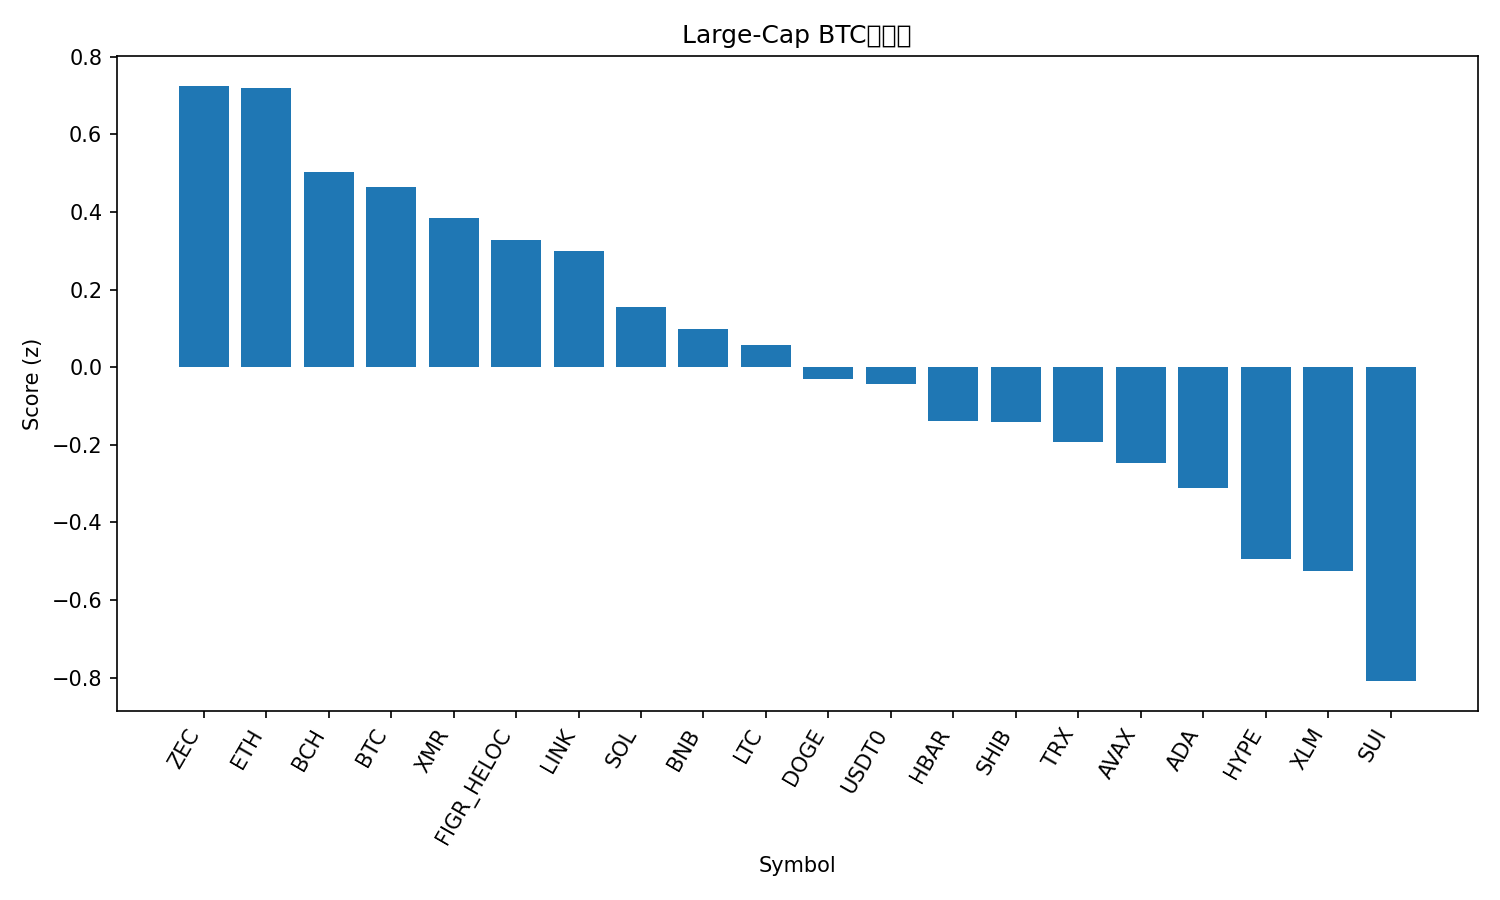 Large-Cap BTC
0.8
0.6
0.4
0.2
0.0
−0.2
−0.4
−0.6
−0.8
Score (z)
ZEC
ETH
BCH
BTC
XMR
FIGR_HELOC
LINK
SOL
BNB
LTC
DOGE
USDT0
HBAR
SHIB
TRX
AVAX
ADA
HYPE
XLM
SUI
Symbol